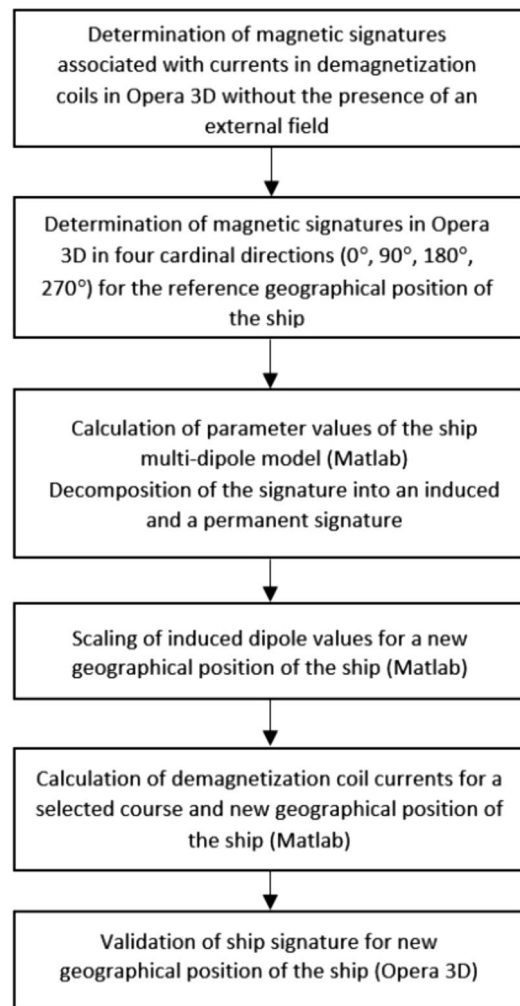 Determination of magnetic signatures
associated with currents in demagnetization
coils in Opera 3D without the presence of an
external field
Determination of magnetic signatures in Opera
3D in four cardinal directions (0°, 90°, 180°,
270°) for the reference geographical position of
the ship
Calculation of parameter values of the ship
multi-dipole model (Matlab)
Decomposition of the signature into an induced
and a permanent signature
Scaling of induced dipole values for a new
geographical position of the ship (Matlab)
Calculation of demagnetization coil currents for a
selected course and new geographical position of
the ship (Matlab)
Validation of ship signature for new
geographical position of the ship (Opera 3D)